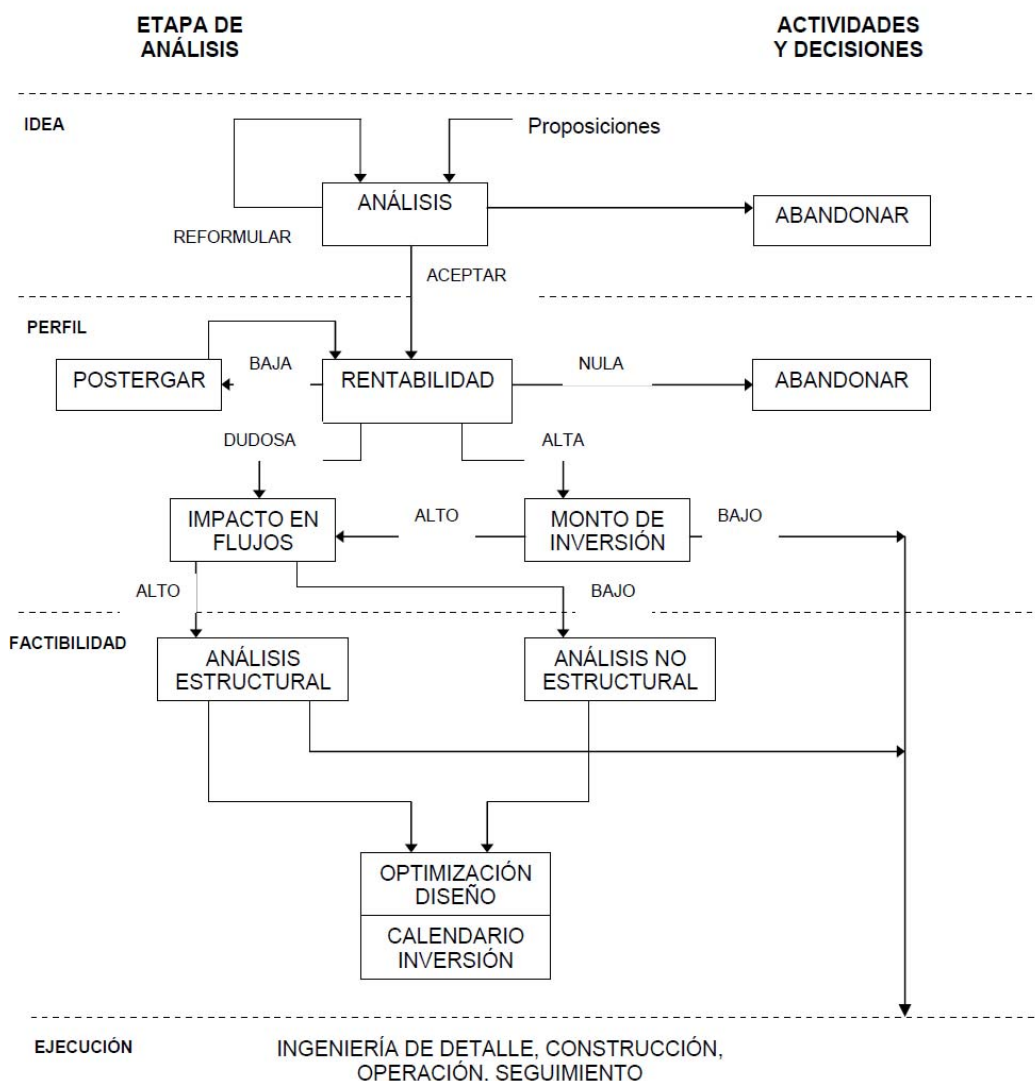 ETAPA DE
ANÁLISIS
ACTIVIDADES
Y DECISIONES
IDEA
Proposiciones
ANÁLISIS
ABANDONAR
REFORMULAR
ACEPTAR
PERFIL
POSTERGAR
BAJA
RENTABILIDAD
NULA
ABANDONAR
DUDOSA
ALTA
IMPACTO EN
FLUJOS
ALTO
MONTO DE
INVERSIÓN
BAJO
ALTO
BAJO
FACTIBILIDAD
ANÁLISIS
ESTRUCTURAL
ANÁLISIS NO
ESTRUCTURAL
OPTIMIZACIÓN
DISEÑO
CALENDARIO
INVERSIÓN
EJECUCIÓN
INGENIERÍA DE DETALLE, CONSTRUCCIÓN,
OPERACIÓN, SEGUIMIENTO